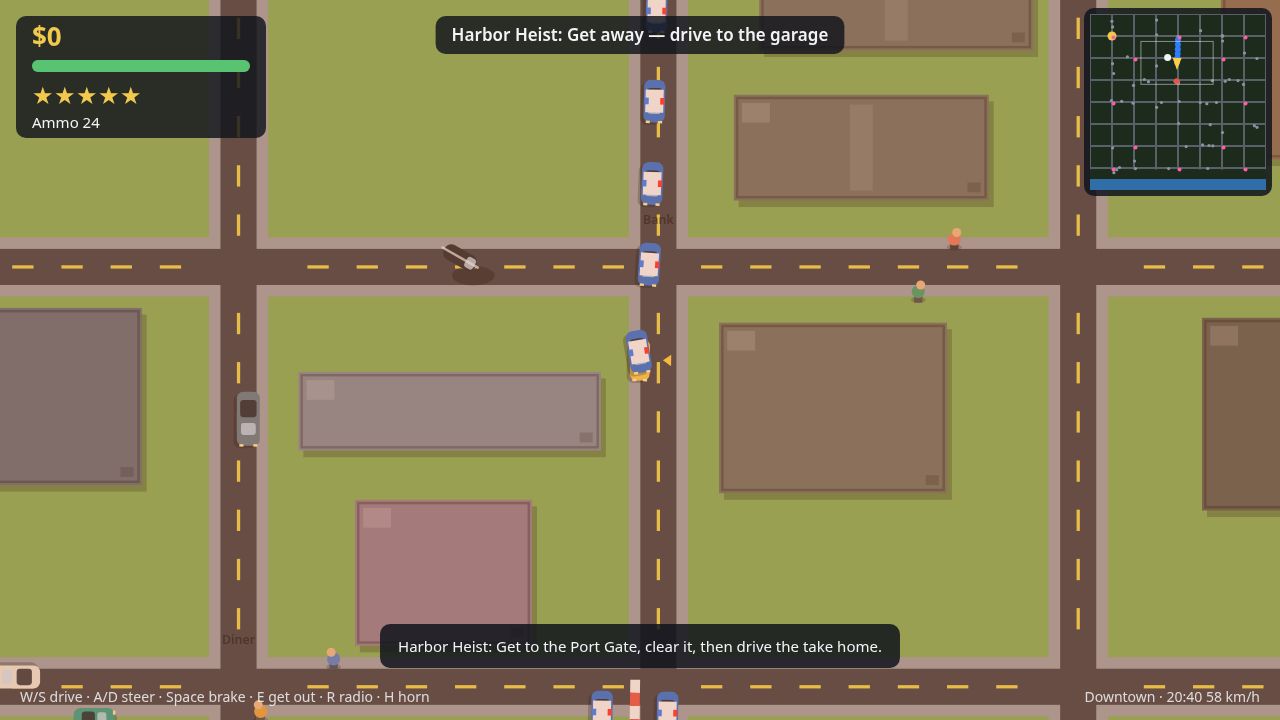 $0
★★★★★
Ammo 24
Harbor Heist: Get away — drive to the garage
Bank
Diner
Harbor Heist: Get to the Port Gate, clear it, then drive the take home.
W/S drive · A/D steer · Space brake · E get out · R radio · H horn
Downtown · 20:40 58 km/h